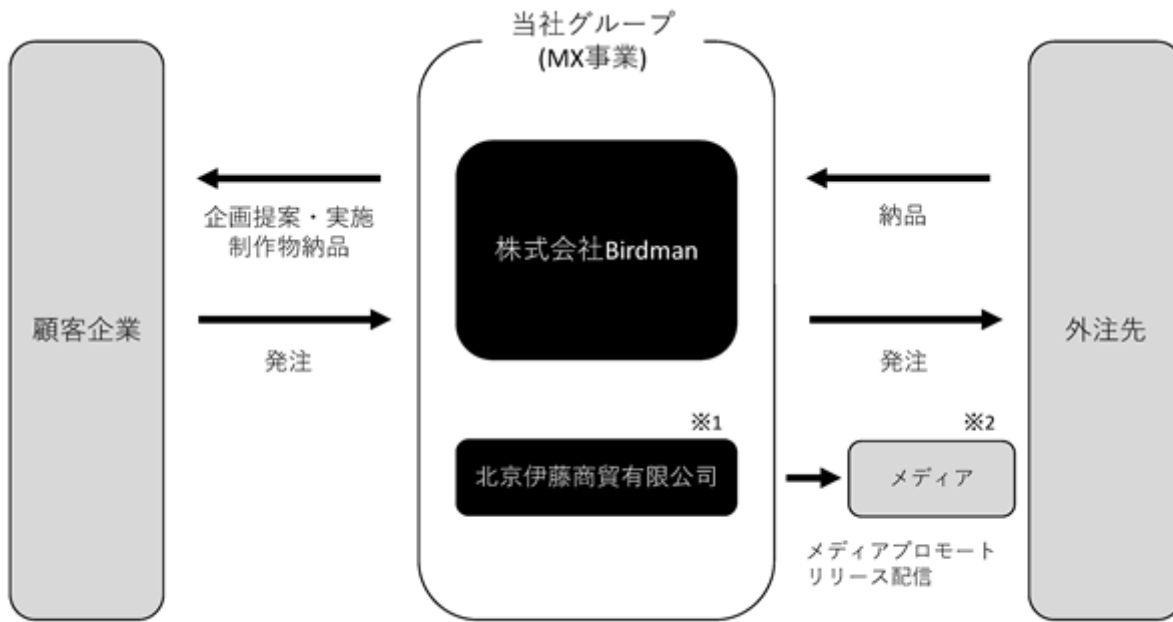 当社グループ
(MX事業)
顧客企業
企画提案・実施
制作物納品
発注
株式会社Birdman
※1
北京伊藤商貿有限公司
納品
発注
※2
メディア
メディアプロモート
リリース配信
外注先